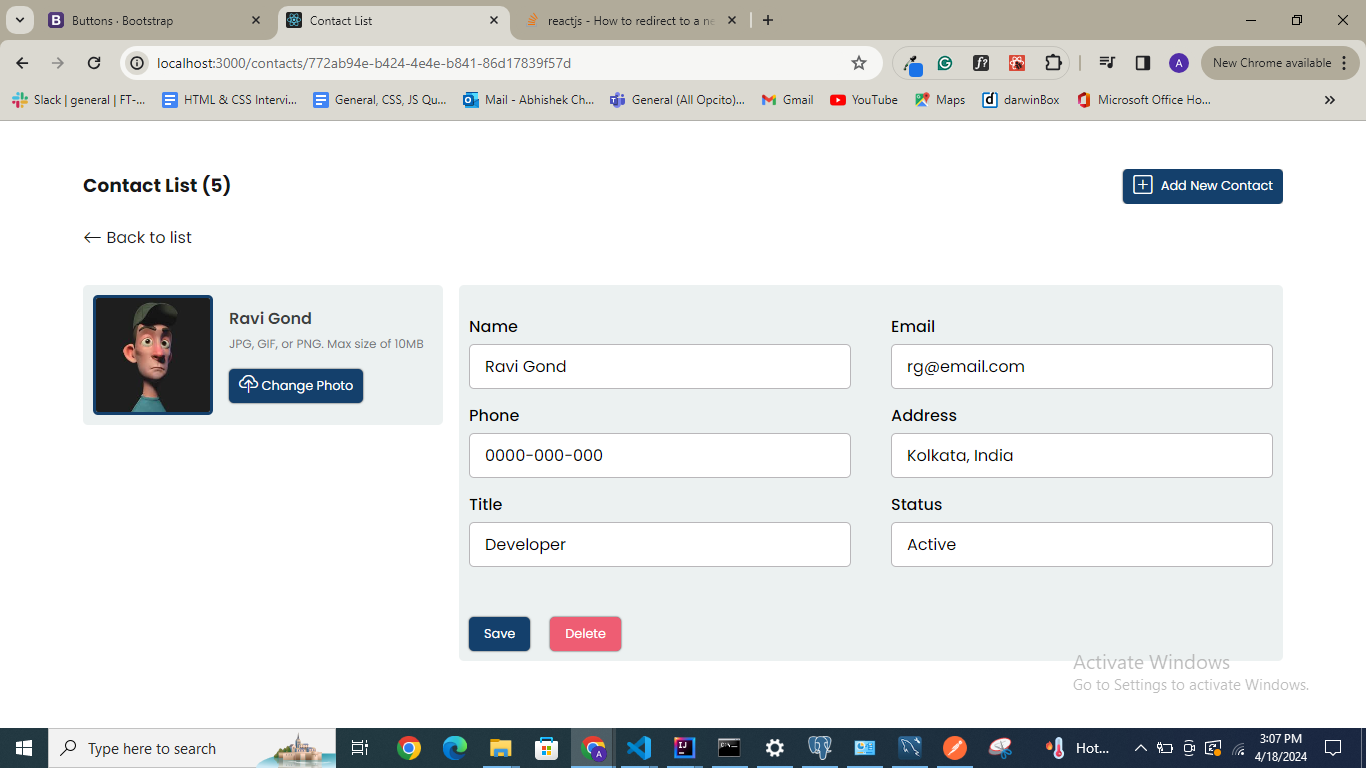 Buttons · Bootstrap
Contact List
reactjs - How to redirect to a ne
localhost:3000/contacts/772ab94e-b424-4e4e-b841-86d17839f57d
A
New Chrome available
Slack | general | FT-...
HTML & CSS Intervi...
General, CSS, JS Qu...
Mail - Abhishek Ch...
General (All Opcito)...
Gmail
YouTube
Maps
darwinBox
Microsoft Office Ho...
Contact List (5)
Add New Contact
Back to list
Ravi Gond
JPG, GIF, or PNG. Max size of 10MB
Change Photo
Name
Ravi Gond
Email
rg@email.com
Phone
0000-000-000
Address
Kolkata, India
Title
Developer
Status
Active
Save
Delete
Activate Windows
Go to Settings to activate Windows.
Type here to search
Hot...
3:07 PM
4/18/2024